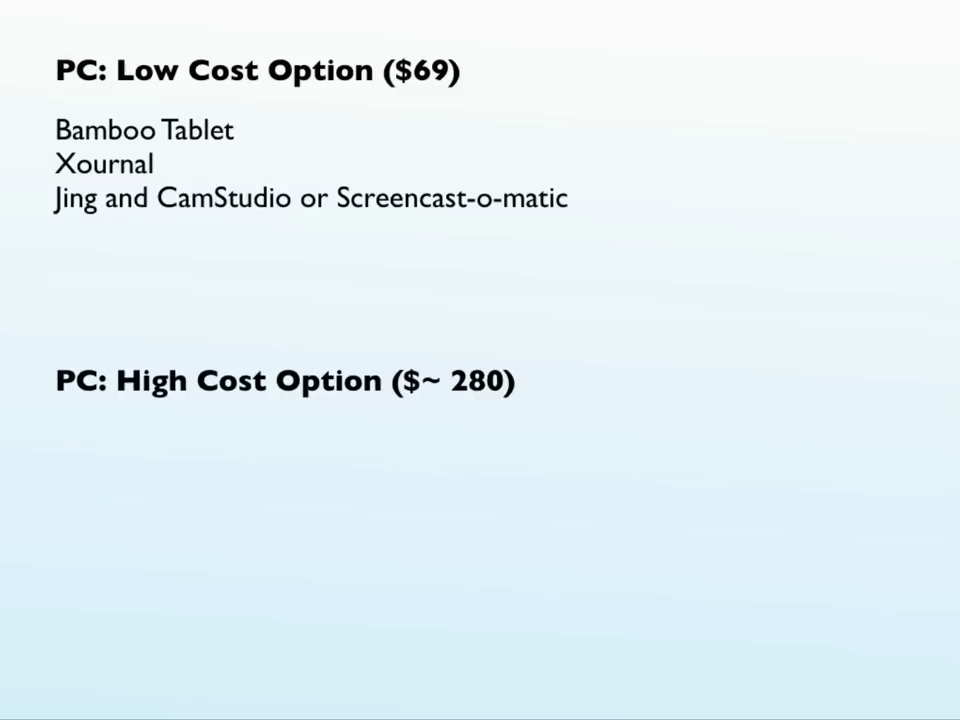 PC: Low Cost Option ($69)
Bamboo Tablet
Xournal
Jing and CamStudio or Screencast-o-matic
PC: High Cost Option ($~ 280)